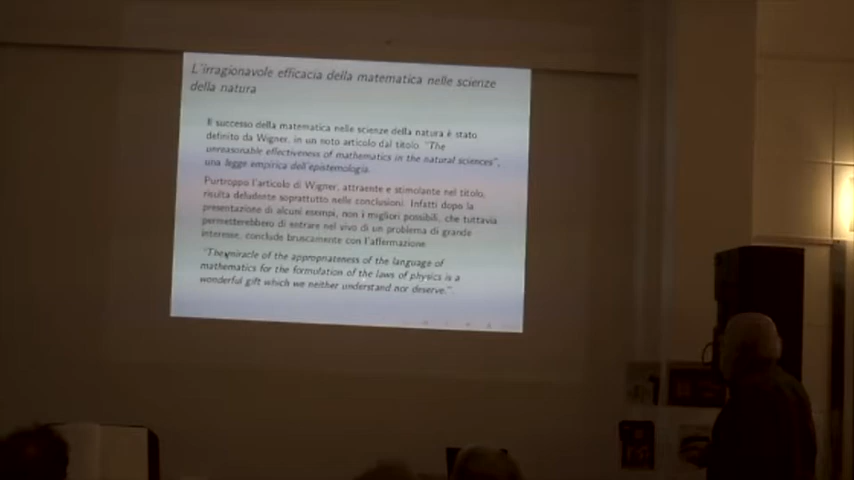 L'irragionavole efficacia della matematica nelle scienze
della natura
Il successo della matematica nelle scienze della natura è stato
definito da Wigner, in un noto articolo dal titolo "The
unreasonable effectiveness of mathematics in the natural sciences",
una legge empirica dell'epistemologia.
Purtroppo l'articolo di Wigner, attraente e stimolante nel titolo,
risulta deludente soprattutto nelle conclusioni. Infatti dopo la
presentazione di alcuni esempi, non i migliori possibili, che tuttavia
permetterebbero di entrare nel vivo di un problema di grande
interesse, conclude bruscamente con l'affermazione
"The miracle of the appropriateness of the language of
mathematics for the formulation of the laws of physics is a
wonderful gift which we neither understand nor deserve.".